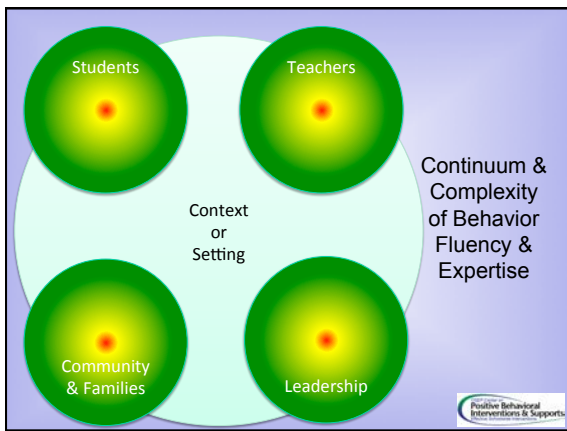 Students
Teachers
Context
or
Setting
Continuum &
Complexity
of Behavior
Fluency &
Expertise
Community
& Families
Leadership
Positive Behavioral
Interventions & Supports